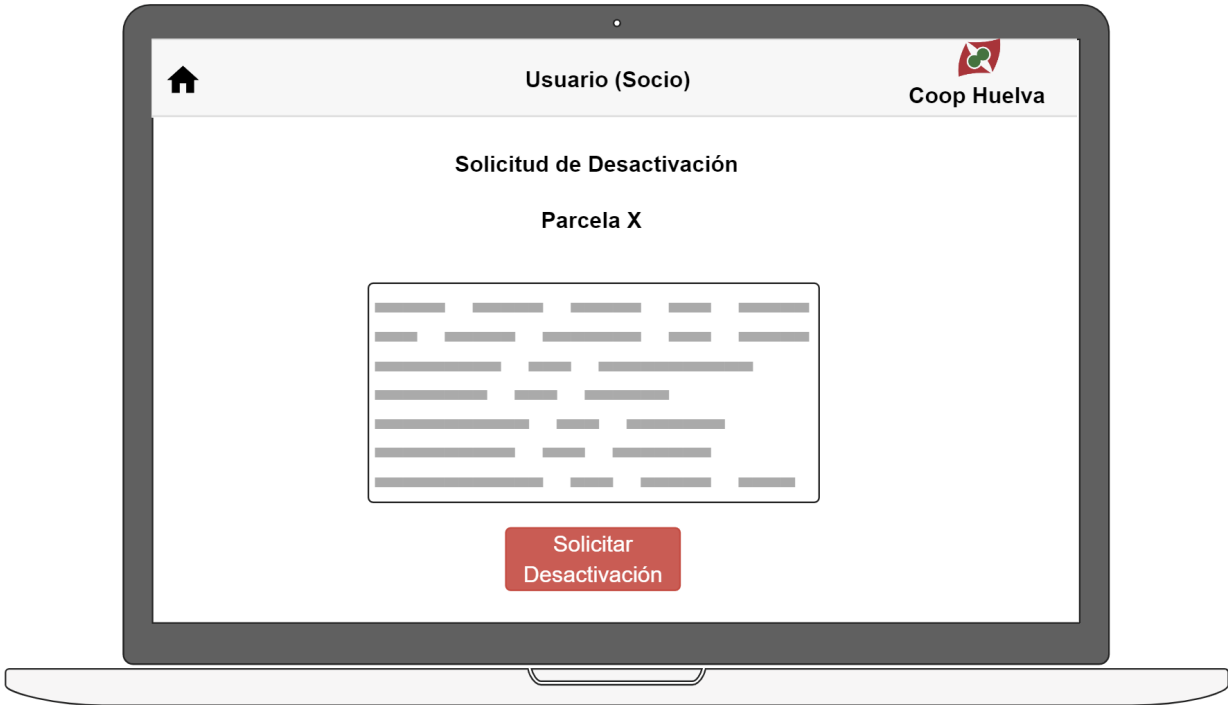 Usuario (Socio)
Coop Huelva
Solicitud de Desactivación
Parcela X
Solicitar
Desactivación